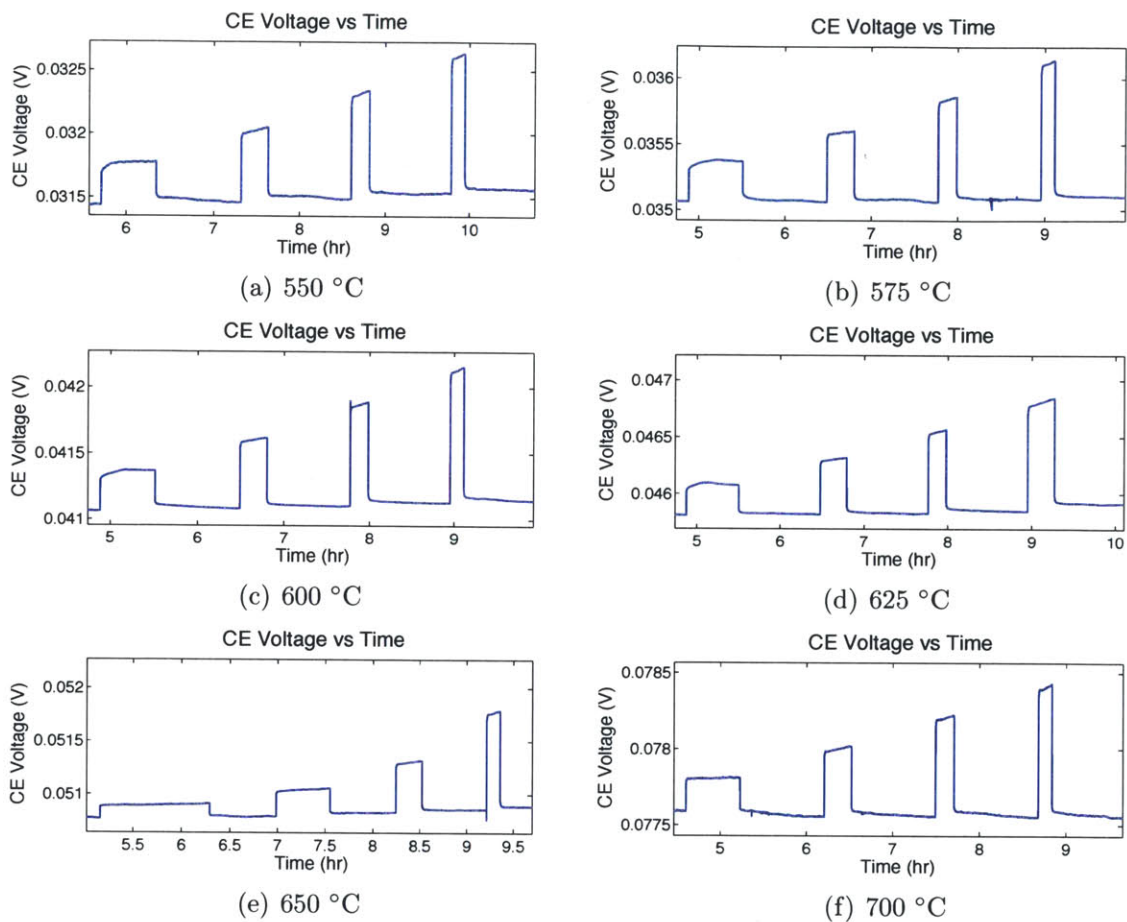 CE Voltage vs Time
CE Voltage (V)
0.0325
0.032
0.0315
6 7 8 9 10
Time (hr)
(a) 550 °C
CE Voltage vs Time
CE Voltage (V)
0.036
0.0355
0.035
5 6 7 8 9
Time (hr)
(b) 575 °C
CE Voltage vs Time
CE Voltage (V)
0.042
0.0415
0.041
5 6 7 8 9
Time (hr)
(c) 600 °C
CE Voltage vs Time
CE Voltage (V)
0.047
0.0465
0.046
5 6 7 8 9 10
Time (hr)
(d) 625 °C
CE Voltage vs Time
CE Voltage (V)
0.052
0.0515
0.051
5.5 6 6.5 7 7.5 8 8.5 9 9.5
Time (hr)
(e) 650 °C
CE Voltage vs Time
CE Voltage (V)
0.0785
0.078
0.0775
5 6 7 8 9
Time (hr)
(f) 700 °C